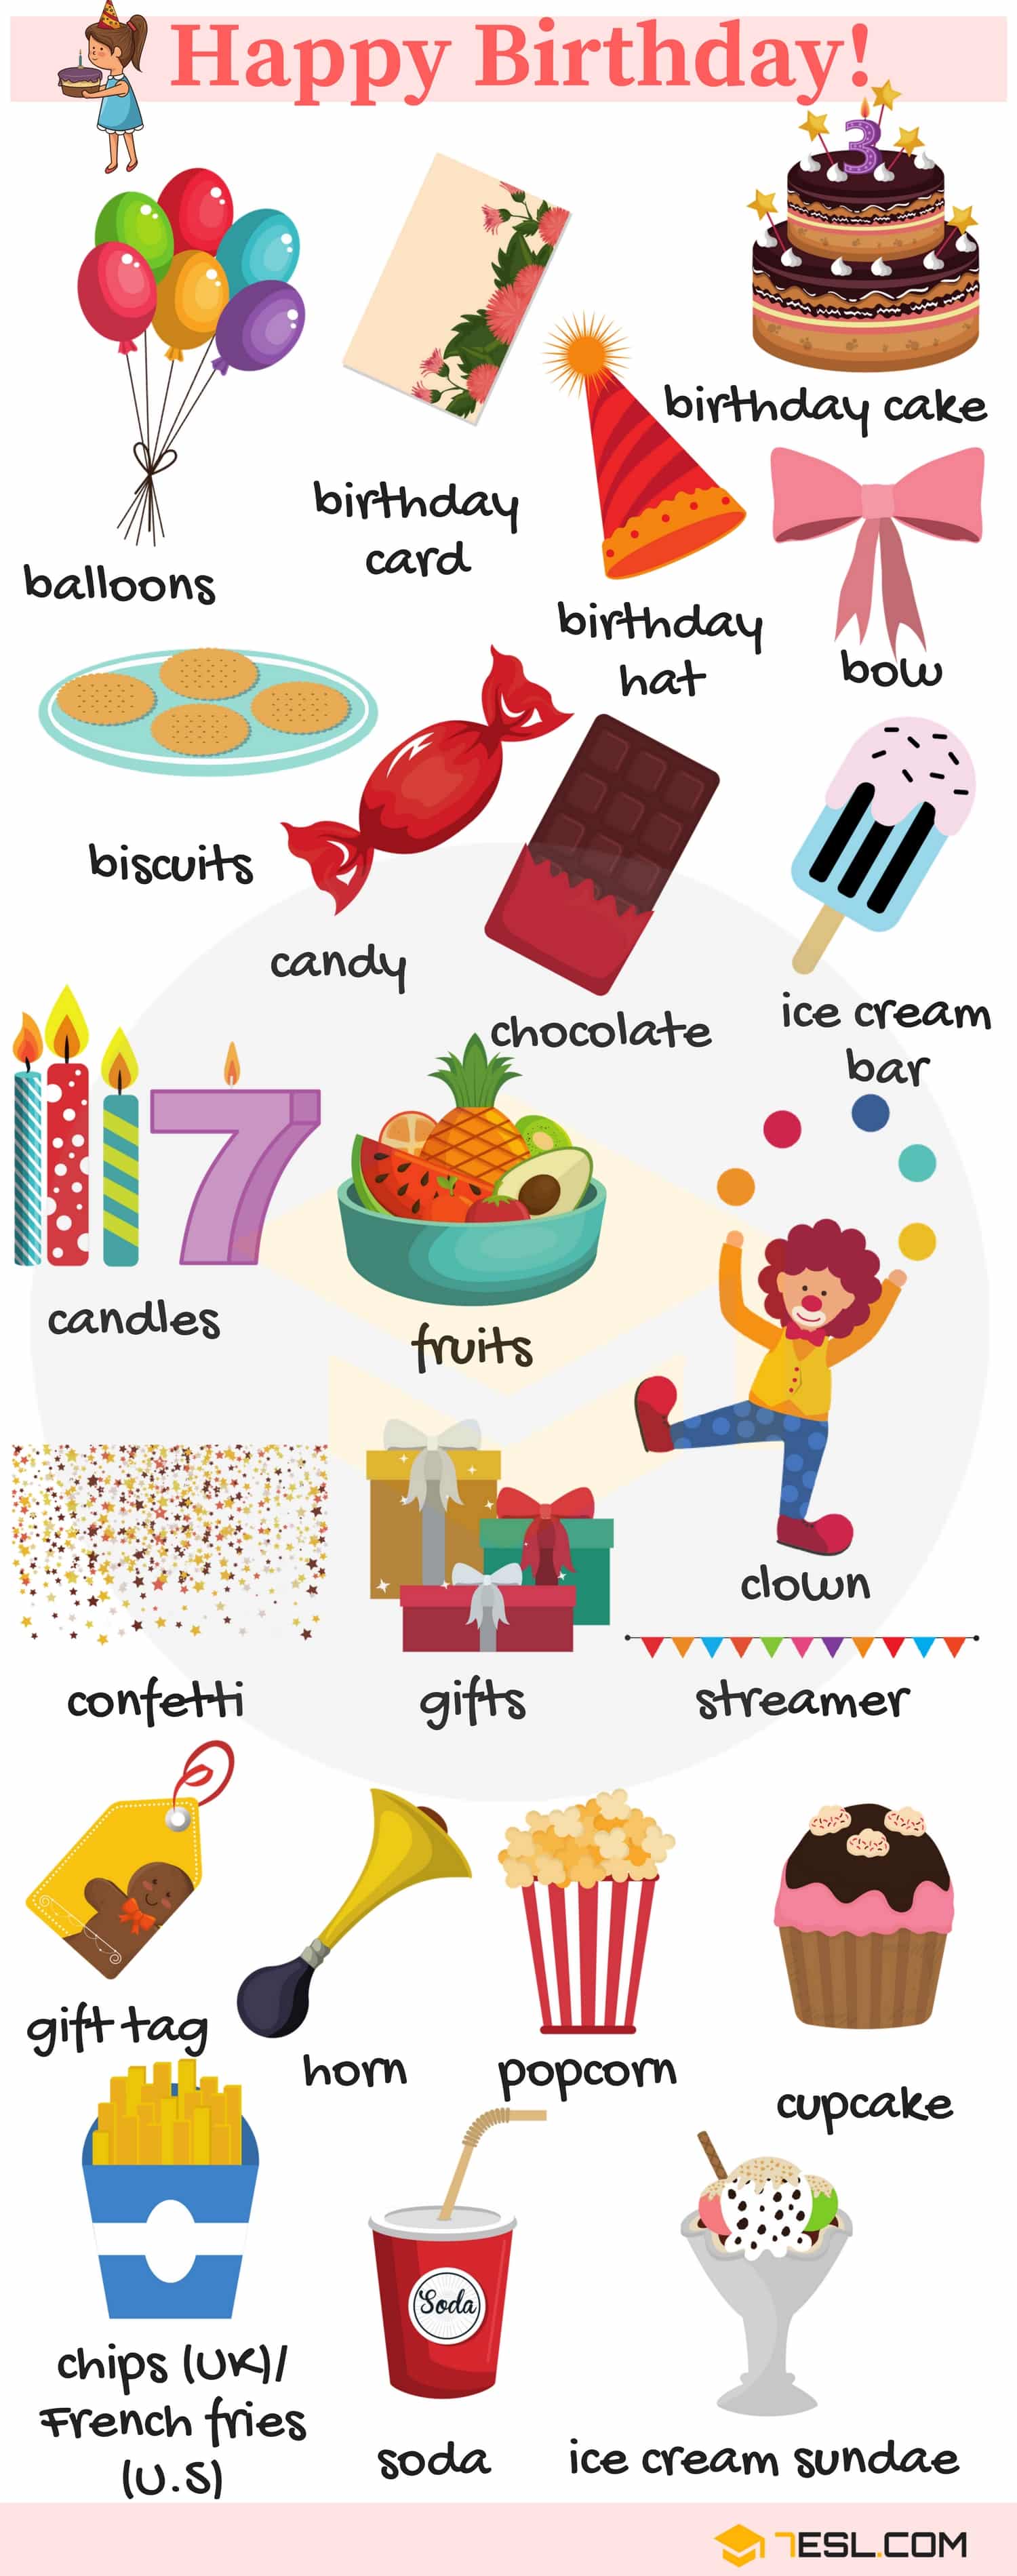 Happy Birthday!
3
birthday cake
birthday
card
balloons
birthday
hat
bow
biscuits
candy
chocolate
ice cream
bar
7
candles
fruits
clown
confetti
gifts
streamer
gift tag
horn
popcorn
cupcake
Soda
chips (UK)/
French fries
(U.S)
soda
ice cream sundae
7ESL.COM